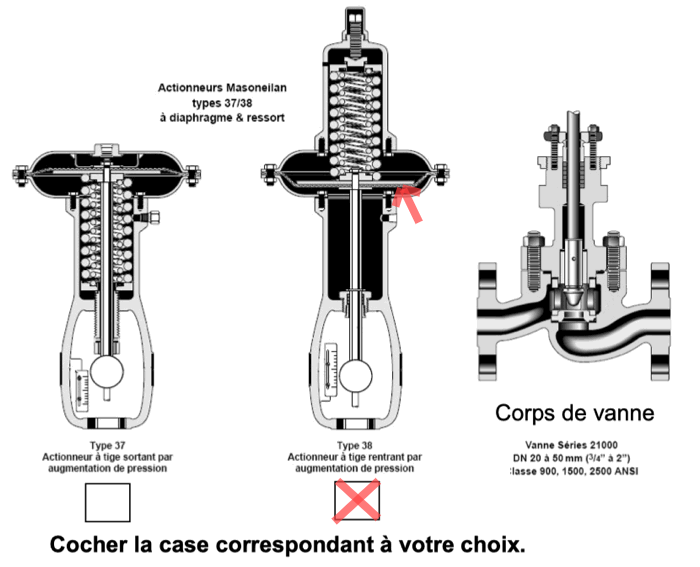 Actionneurs Masoneilan
types 37/38
à diaphragme & ressort
Type 37
Actionneur à tige sortant par
augmentation de pression
Type 38
Actionneur à tige rentrant par
augmentation de pression
Corps de vanne
Vanne Séries 21000
DN 20 à 50 mm (3/4" à 2")
Classe 900, 1500, 2500 ANSI
Cocher la case correspondant à votre choix.